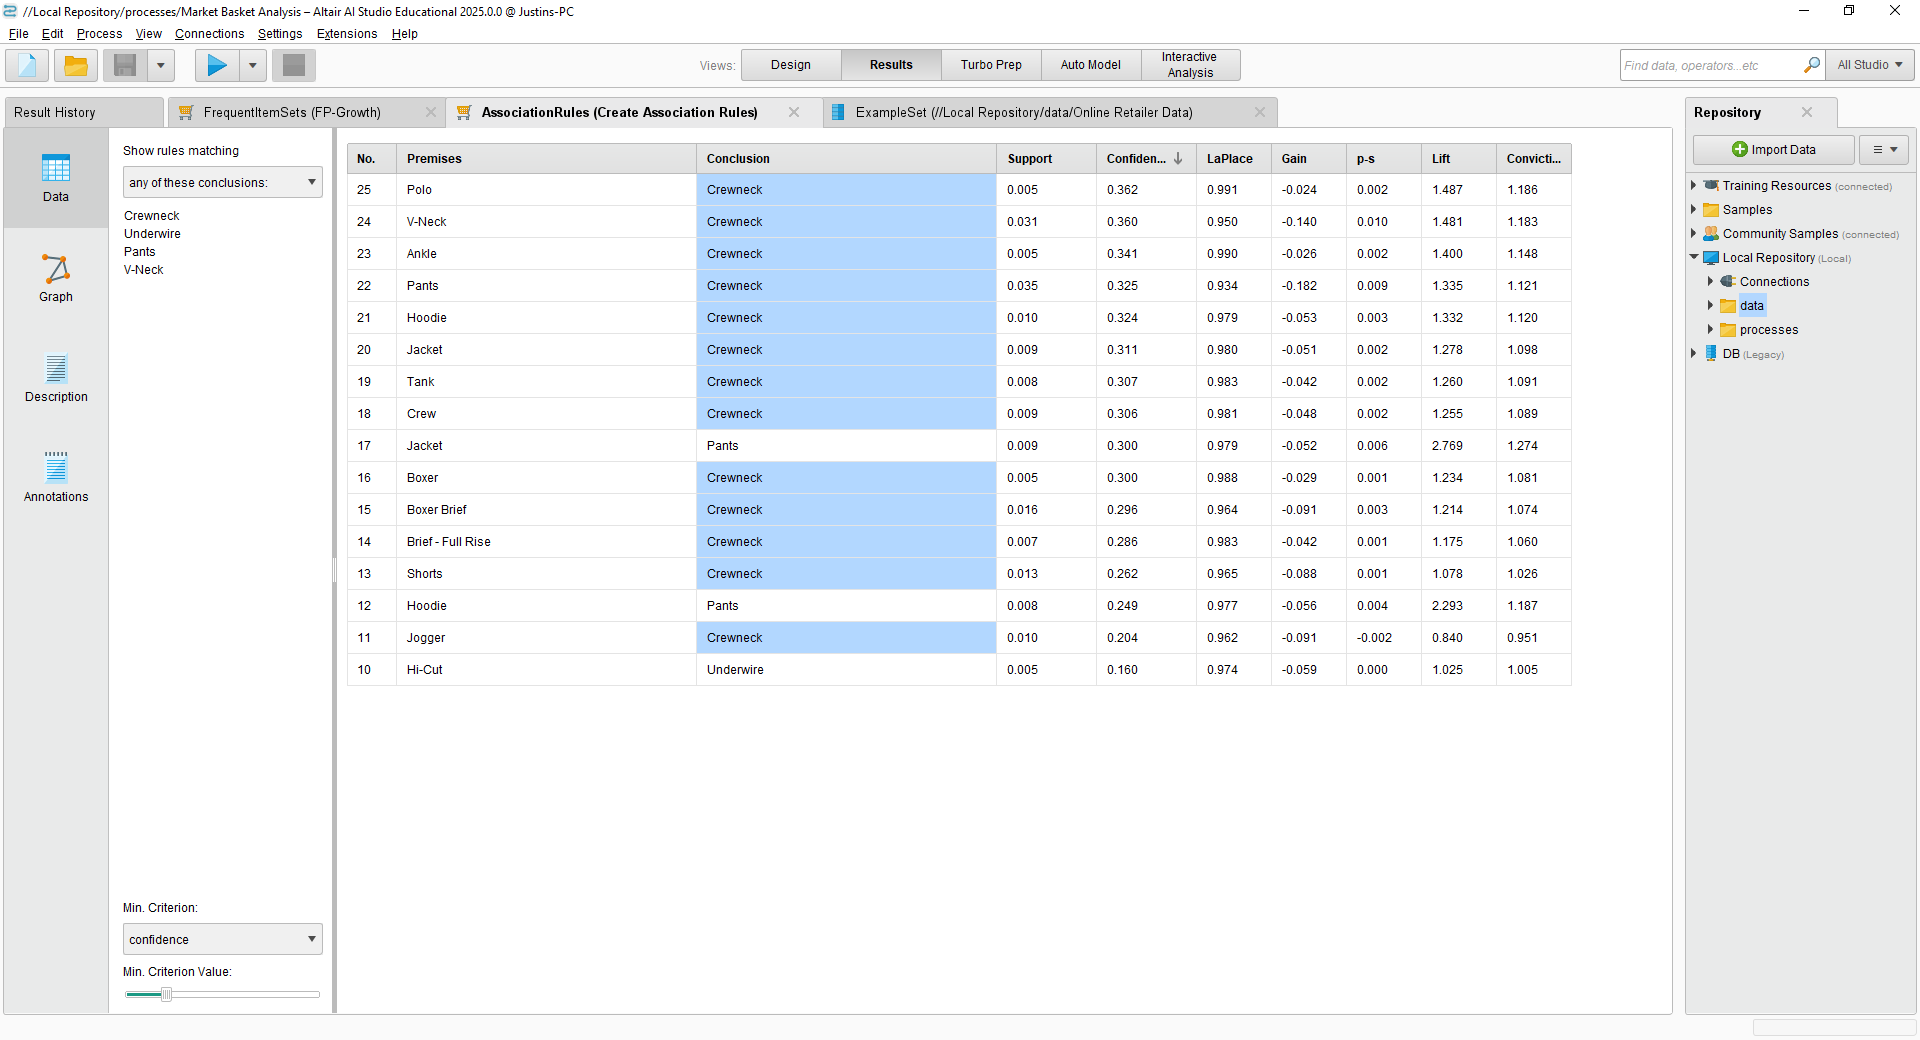 //Local Repository/processes/Market Basket Analysis – Altair AI Studio Educational 2025.0.0 @ Justins-PC
File Edit Process View Connections Settings Extensions Help
Views: Design Results Turbo Prep Auto Model Interactive Analysis
Find data, operators...etc All Studio
Result History FrequentItemSets (FP-Growth) AssociationRules (Create Association Rules) ExampleSet (//Local Repository/data/Online Retailer Data)
Data
Graph
Description
Annotations
Show rules matching
any of these conclusions:
Crewneck
Underwire
Pants
V-Neck
Min. Criterion:
confidence
Min. Criterion Value:
No. Premises Conclusion Support Confiden... LaPlace Gain p-s Lift Convicti...
25 Polo Crewneck 0.005 0.362 0.991 -0.024 0.002 1.487 1.186
24 V-Neck Crewneck 0.031 0.360 0.950 -0.140 0.010 1.481 1.183
23 Ankle Crewneck 0.005 0.341 0.990 -0.026 0.002 1.400 1.148
22 Pants Crewneck 0.035 0.325 0.934 -0.182 0.009 1.335 1.121
21 Hoodie Crewneck 0.010 0.324 0.979 -0.053 0.003 1.332 1.120
20 Jacket Crewneck 0.009 0.311 0.980 -0.051 0.002 1.278 1.098
19 Tank Crewneck 0.008 0.307 0.983 -0.042 0.002 1.260 1.091
18 Crew Crewneck 0.009 0.306 0.981 -0.048 0.002 1.255 1.089
17 Jacket Pants 0.009 0.300 0.979 -0.052 0.006 2.769 1.274
16 Boxer Crewneck 0.005 0.300 0.988 -0.029 0.001 1.234 1.081
15 Boxer Brief Crewneck 0.016 0.296 0.964 -0.091 0.003 1.214 1.074
14 Brief - Full Rise Crewneck 0.007 0.286 0.983 -0.042 0.001 1.175 1.060
13 Shorts Crewneck 0.013 0.262 0.965 -0.088 0.001 1.078 1.026
12 Hoodie Pants 0.008 0.249 0.977 -0.056 0.004 2.293 1.187
11 Jogger Crewneck 0.010 0.204 0.962 -0.091 -0.002 0.840 0.951
10 Hi-Cut Underwire 0.005 0.160 0.974 -0.059 0.000 1.025 1.005
Repository
Import Data
Training Resources (connected)
Samples
Community Samples (connected)
Local Repository (Local)
Connections
data
processes
DB (Legacy)